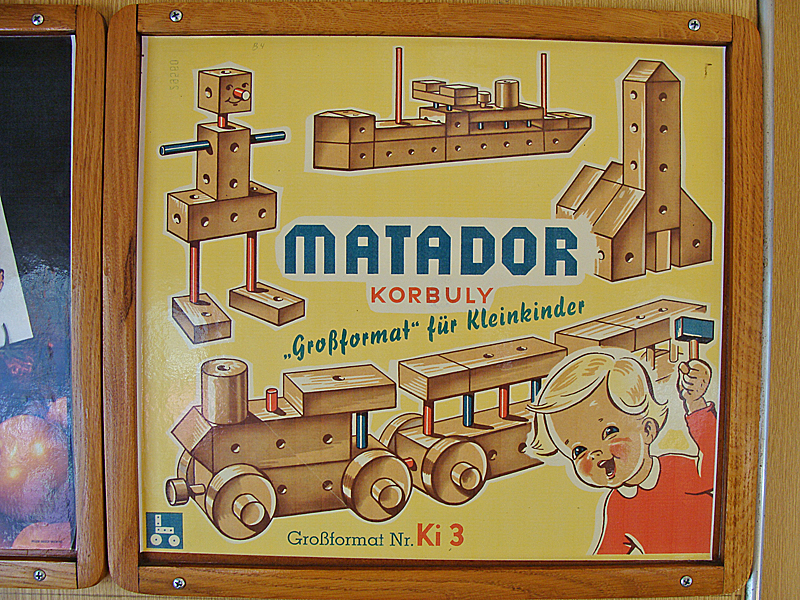 MATADOR
KORBULY
„Großformat“ für Kleinkinder
Großformat Nr. Ki 3